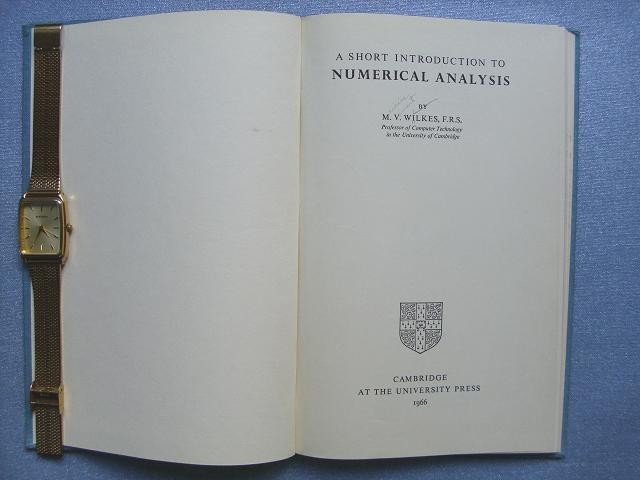 A SHORT INTRODUCTION TO
NUMERICAL ANALYSIS
BY
M. V. WILKES, F.R.S.
Professor of Computer Technology
in the University of Cambridge
CAMBRIDGE
AT THE UNIVERSITY PRESS
1966